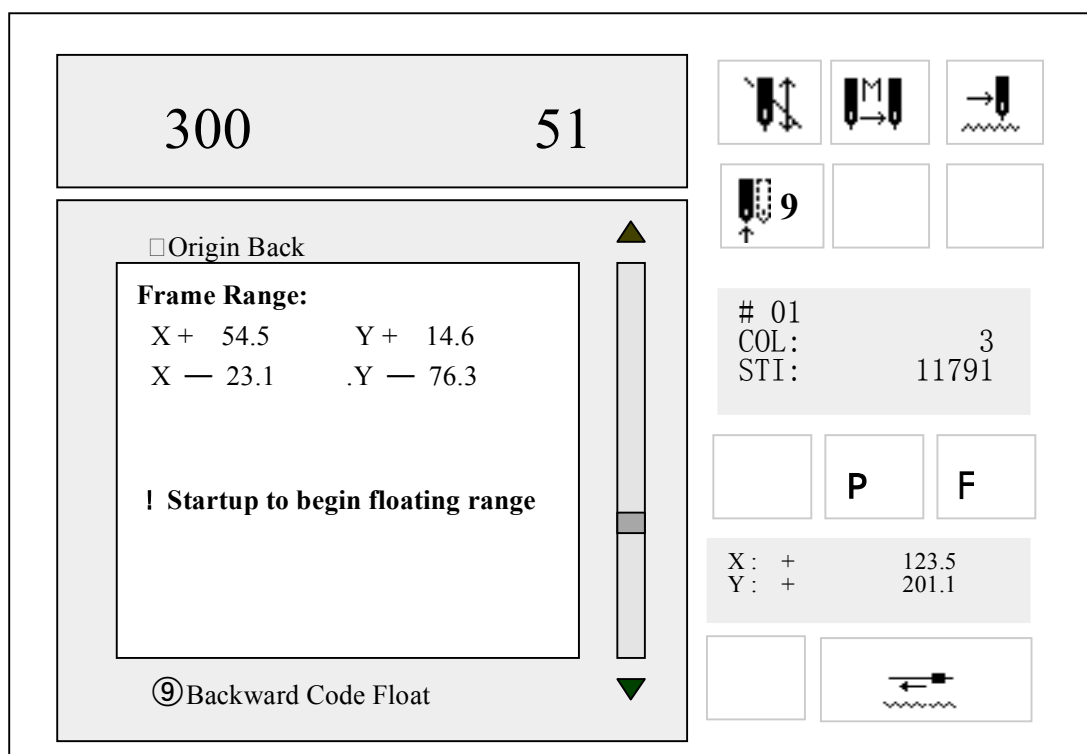 300 51
9
□Origin Back
Frame Range:
X + 54.5 Y + 14.6
X — 23.1 .Y — 76.3
! Startup to begin floating range
⑨Backward Code Float
# 01
COL: 3
STI: 11791
P F
X : + 123.5
Y : + 201.1